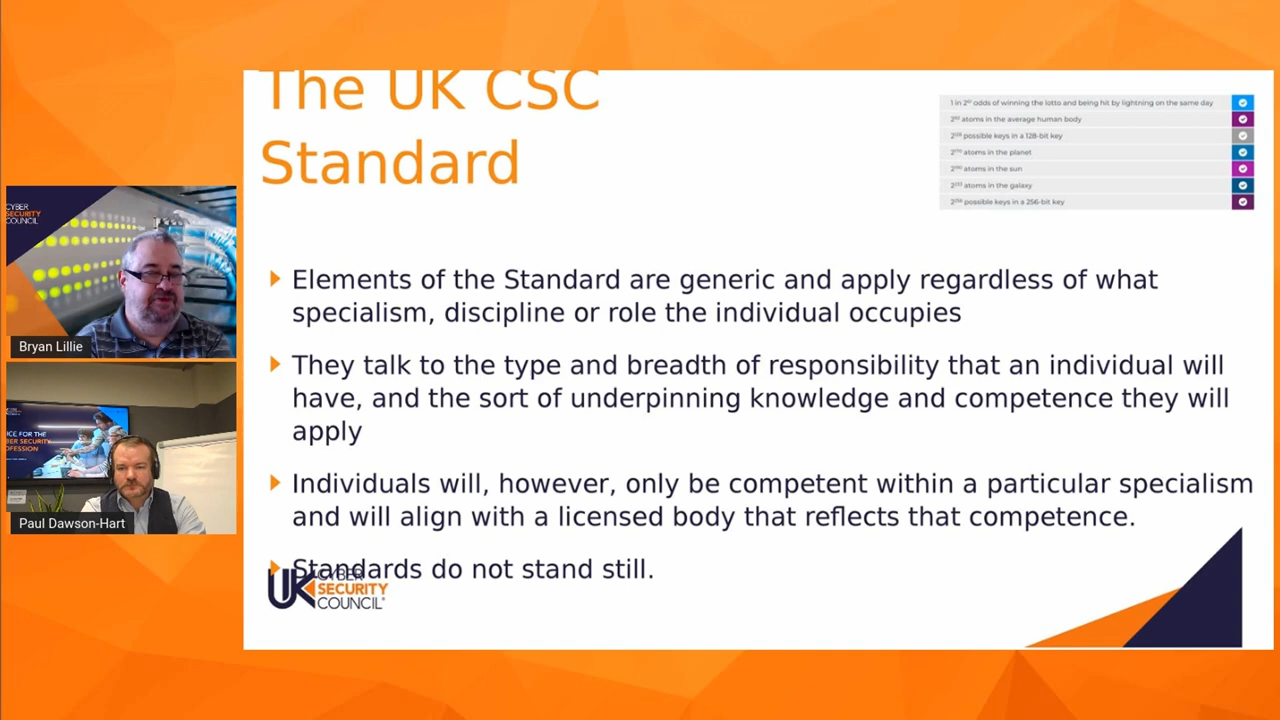 The UK CSC
Standard
1 in 2⁶¹ odds of winning the lotto and being hit by lightning on the same day
2⁹² atoms in the average human body
2¹²⁸ possible keys in a 128-bit key
2¹⁷⁰ atoms in the planet
2¹⁹⁰ atoms in the sun
2²²³ atoms in the galaxy
2²⁵⁶ possible keys in a 256-bit key
CYBER
SECURITY
COUNCIL
Bryan Lillie
Paul Dawson-Hart
Elements of the Standard are generic and apply regardless of what
specialism, discipline or role the individual occupies
They talk to the type and breadth of responsibility that an individual will
have, and the sort of underpinning knowledge and competence they will
apply
Individuals will, however, only be competent within a particular specialism
and will align with a licensed body that reflects that competence.
Standards do not stand still.
UK CYBER
SECURITY
COUNCIL